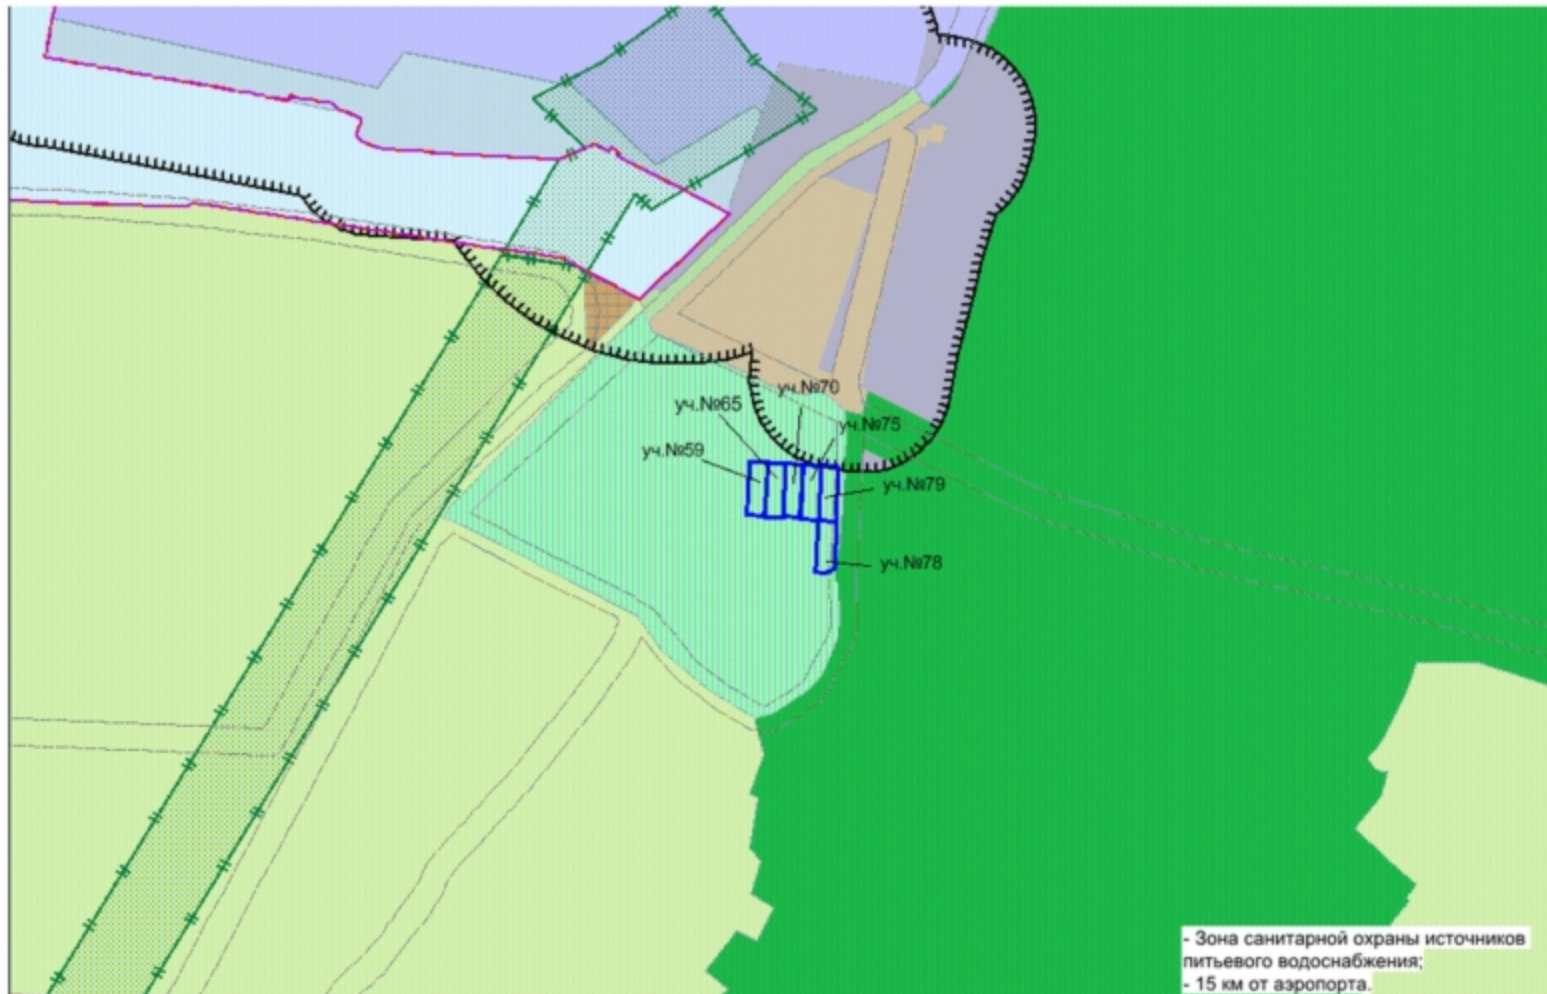 уч.№70
уч.№65
уч.№75
уч.№59
уч.№79
уч.№78
- Зона санитарной охраны источников
питьевого водоснабжения;
- 15 км от аэропорта.